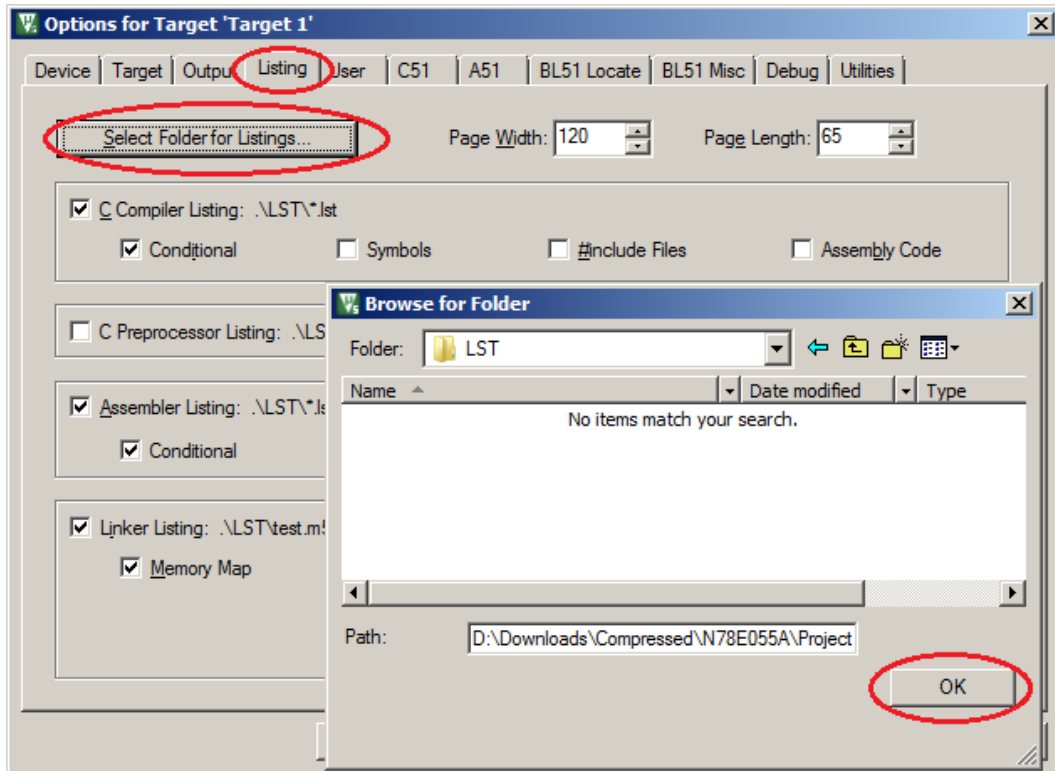 Options for Target 'Target 1'
Device Target Output Listing User C51 A51 BL51 Locate BL51 Misc Debug Utilities
Select Folder for Listings... Page Width: 120 Page Length: 65
C Compiler Listing: .\LST\*.lst
Conditional Symbols #include Files Assembly Code
Browse for Folder
C Preprocessor Listing: .\LS
Folder: LST
Name Date modified Type
Assembler Listing: .\LST\*.ls
No items match your search.
Conditional
Linker Listing: .\LST\test.m5
Memory Map
Path: D:\Downloads\Compressed\N78E055A\Project
OK